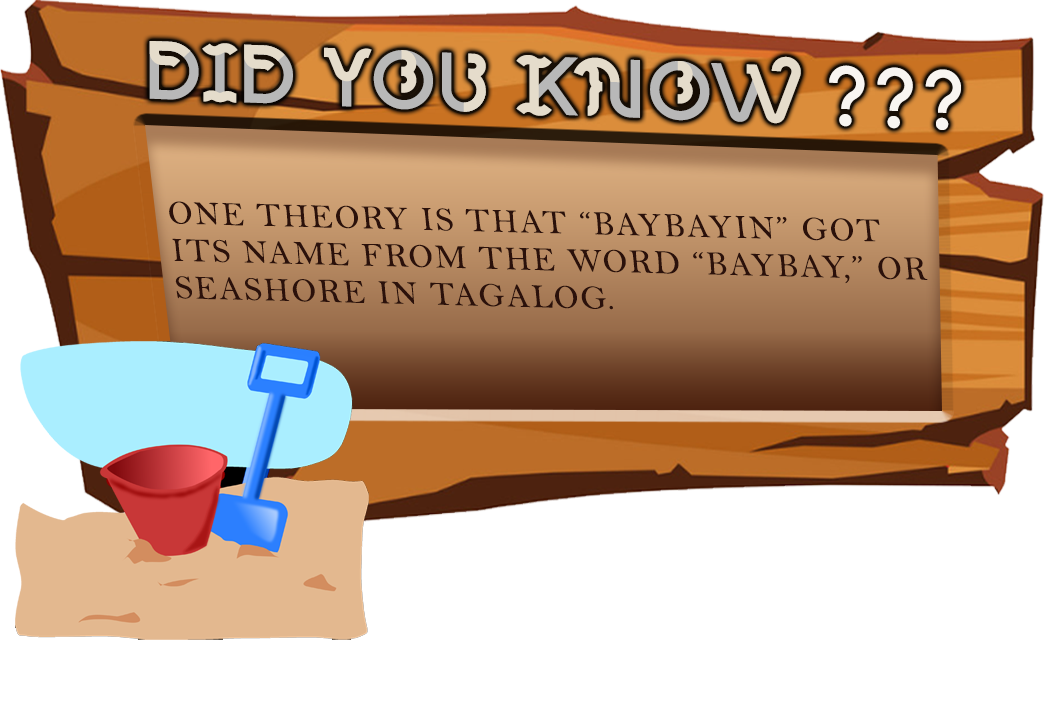 DID YOU KNOW ???
ONE THEORY IS THAT “BAYBAYIN” GOT
ITS NAME FROM THE WORD “BAYBAY,” OR
SEASHORE IN TAGALOG.